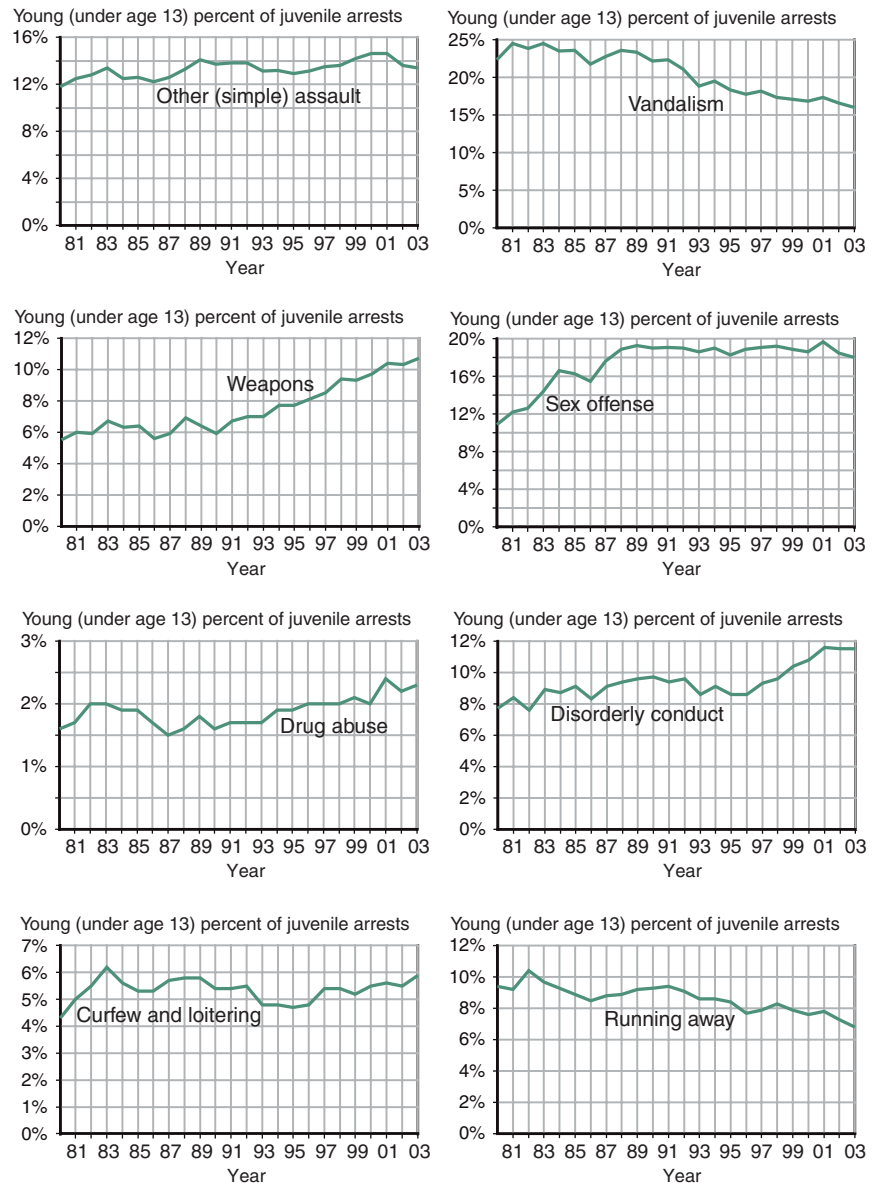 Young (under age 13) percent of juvenile arrests
16%
12%
8%
4%
0%
Other (simple) assault
81 83 85 87 89 91 93 95 97 99 01 03
Year
Young (under age 13) percent of juvenile arrests
25%
20%
15%
10%
5%
0%
Vandalism
81 83 85 87 89 91 93 95 97 99 01 03
Year
Young (under age 13) percent of juvenile arrests
12%
10%
8%
6%
4%
2%
0%
Weapons
81 83 85 87 89 91 93 95 97 99 01 03
Year
Young (under age 13) percent of juvenile arrests
20%
16%
12%
8%
4%
0%
Sex offense
81 83 85 87 89 91 93 95 97 99 01 03
Year
Young (under age 13) percent of juvenile arrests
3%
2%
1%
0%
Drug abuse
81 83 85 87 89 91 93 95 97 99 01 03
Year
Young (under age 13) percent of juvenile arrests
12%
10%
8%
6%
4%
2%
0%
Disorderly conduct
81 83 85 87 89 91 93 95 97 99 01 03
Year
Young (under age 13) percent of juvenile arrests
7%
6%
5%
4%
3%
2%
1%
0%
Curfew and loitering
81 83 85 87 89 91 93 95 97 99 01 03
Year
Young (under age 13) percent of juvenile arrests
12%
10%
8%
6%
4%
2%
0%
Running away
81 83 85 87 89 91 93 95 97 99 01 03
Year